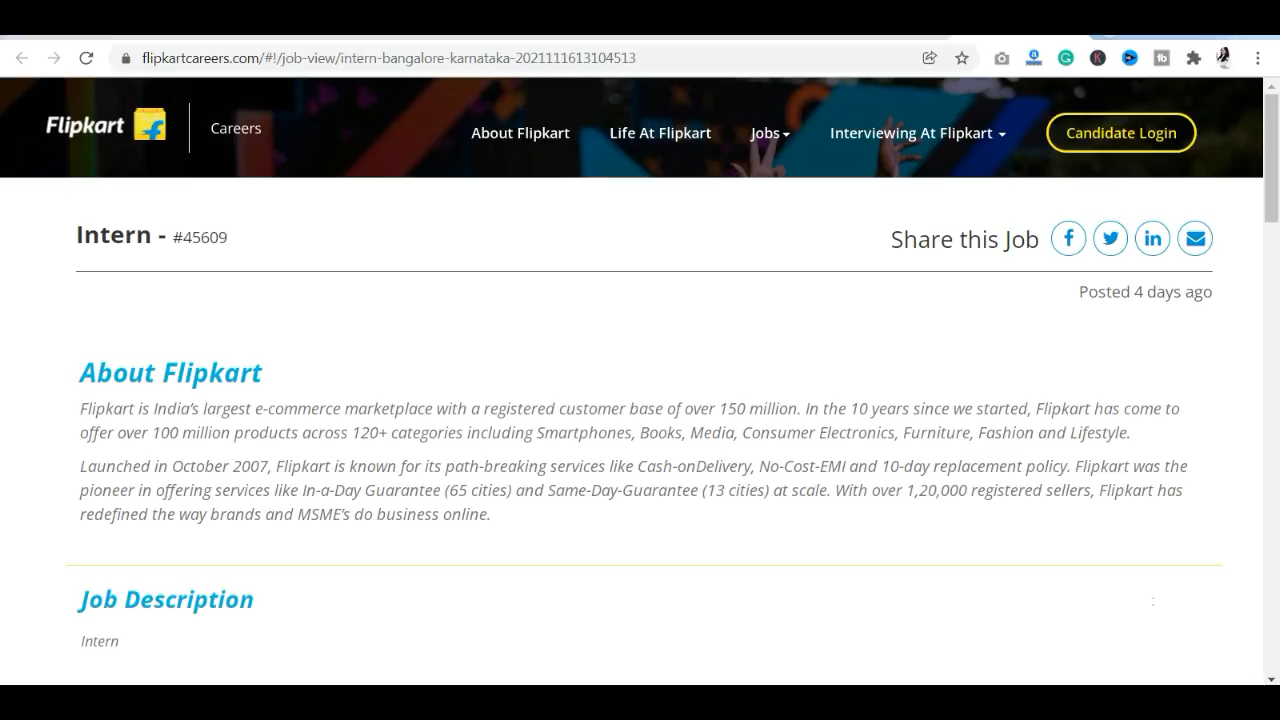 flipkartcareers.com/#!/job-view/intern-bangalore-karnataka-2021111613104513
Flipkart
Careers
About Flipkart
Life At Flipkart
Jobs
Interviewing At Flipkart
Candidate Login
Intern - #45609
Share this Job
Posted 4 days ago
About Flipkart
Flipkart is India’s largest e-commerce marketplace with a registered customer base of over 150 million. In the 10 years since we started, Flipkart has come to
offer over 100 million products across 120+ categories including Smartphones, Books, Media, Consumer Electronics, Furniture, Fashion and Lifestyle.
Launched in October 2007, Flipkart is known for its path-breaking services like Cash-onDelivery, No-Cost-EMI and 10-day replacement policy. Flipkart was the
pioneer in offering services like In-a-Day Guarantee (65 cities) and Same-Day-Guarantee (13 cities) at scale. With over 1,20,000 registered sellers, Flipkart has
redefined the way brands and MSME’s do business online.
Job Description
:
Intern